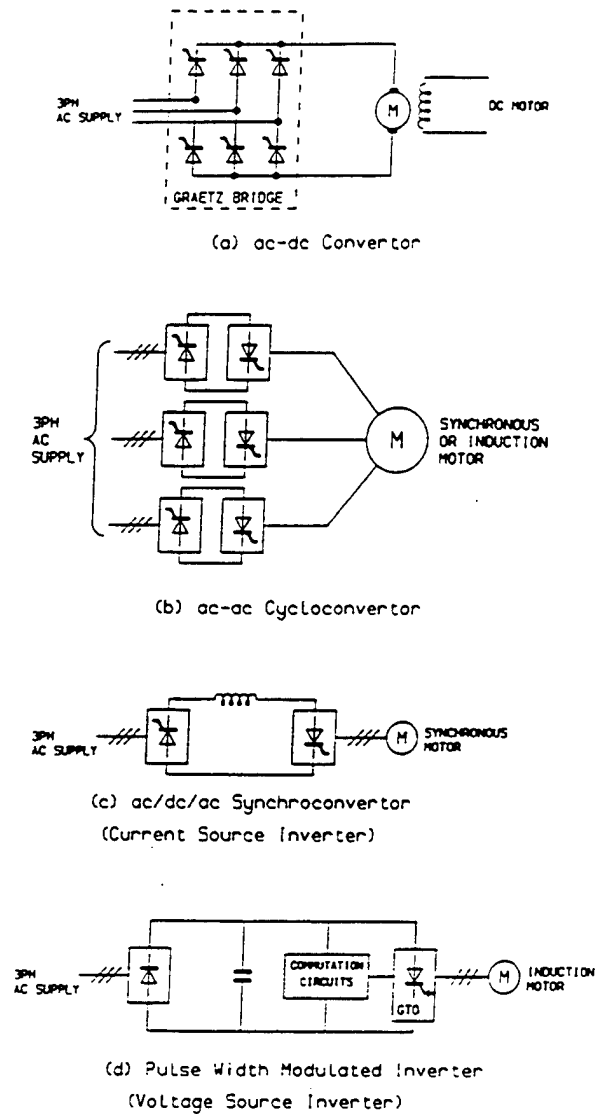 3PH
AC SUPPLY
M
DC MOTOR
GRAETZ BRIDGE
(a) ac-dc Convertor
3PH
AC
SUPPLY
M
SYNCHRONOUS
OR INDUCTION
MOTOR
(b) ac-ac Cycloconvertor
3PH
AC SUPPLY
M
SYNCHRONOUS
MOTOR
(c) ac/dc/ac Synchroconvertor
(Current Source Inverter)
3PH
AC SUPPLY
COMMUTATION
CIRCUITS
GTO
M
INDUCTION
MOTOR
(d) Pulse Width Modulated Inverter
(Voltage Source Inverter)